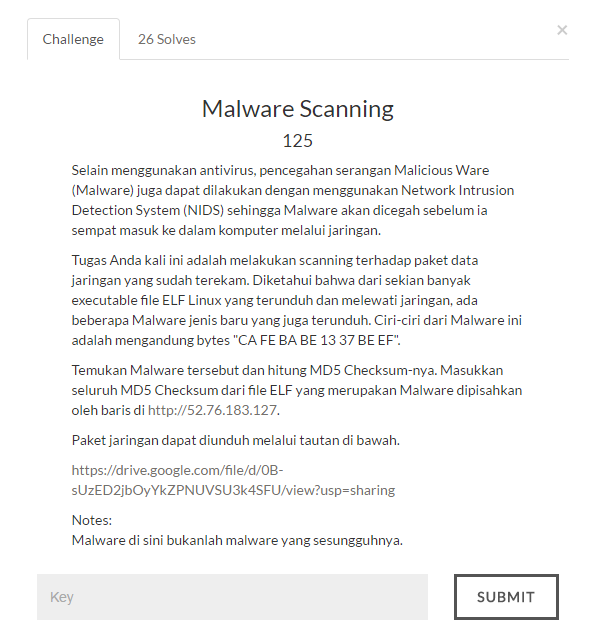 Challenge
26 Solves
×
Malware Scanning
125
Selain menggunakan antivirus, pencegahan serangan Malicious Ware
(Malware) juga dapat dilakukan dengan menggunakan Network Intrusion
Detection System (NIDS) sehingga Malware akan dicegah sebelum ia
sempat masuk ke dalam komputer melalui jaringan.
Tugas Anda kali ini adalah melakukan scanning terhadap paket data
jaringan yang sudah terekam. Diketahui bahwa dari sekian banyak
executable file ELF Linux yang terunduh dan melewati jaringan, ada
beberapa Malware jenis baru yang juga terunduh. Ciri-ciri dari Malware ini
adalah mengandung bytes "CA FE BA BE 13 37 BE EF".
Temukan Malware tersebut dan hitung MD5 Checksum-nya. Masukkan
seluruh MD5 Checksum dari file ELF yang merupakan Malware dipisahkan
oleh baris di http://52.76.183.127.
Paket jaringan dapat diunduh melalui tautan di bawah.
https://drive.google.com/file/d/0B-
sUzED2jbOyYkZPNUVSU3k4SFU/view?usp=sharing
Notes:
Malware di sini bukanlah malware yang sesungguhnya.
Key
SUBMIT